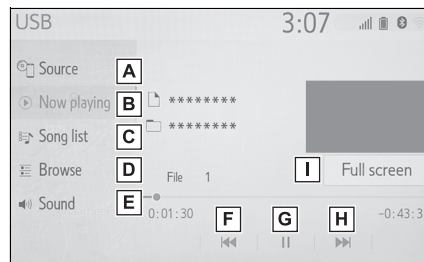 USB 3:07
Source A
Now playing B ********
Song list C ********
Browse D File 1 I Full screen
Sound E 0:01:30 F G H -0:43:3